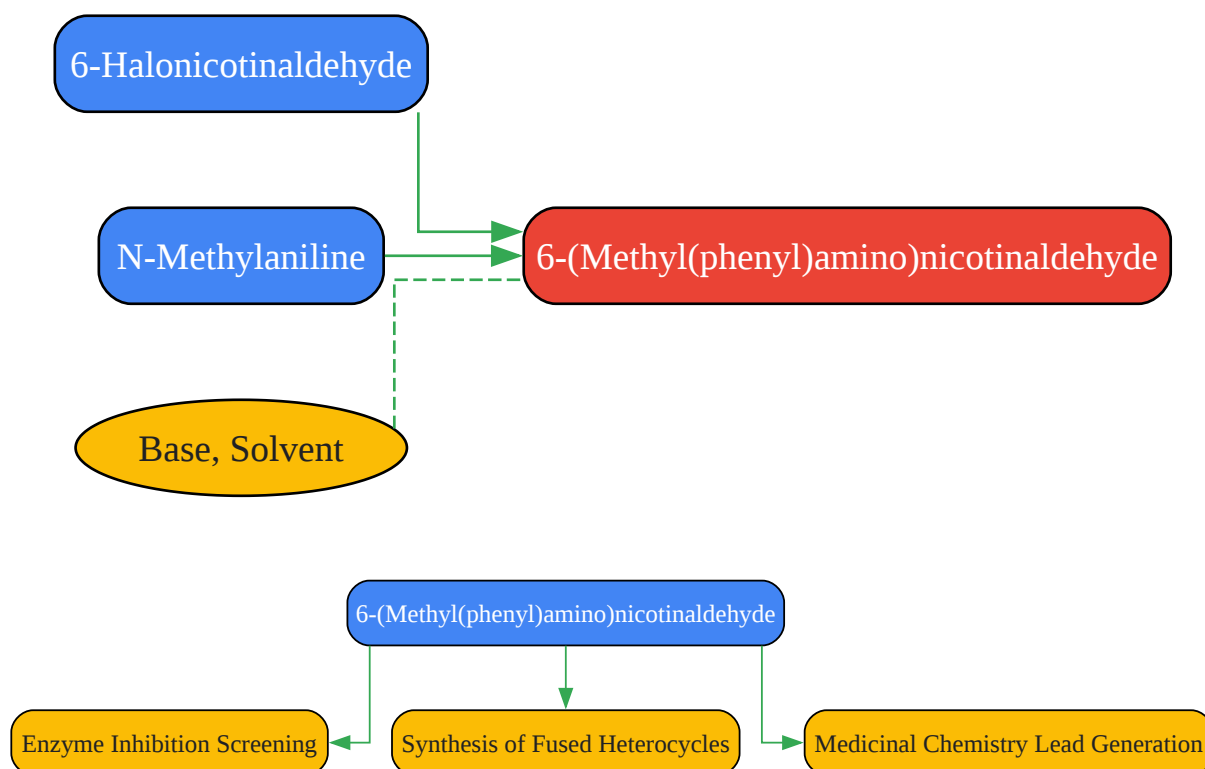 6-Halonicotinaldehyde
N-Methylaniline
6-(Methyl(phenyl)amino)nicotinaldehyde
Base, Solvent
6-(Methyl(phenyl)amino)nicotinaldehyde
Enzyme Inhibition Screening
Synthesis of Fused Heterocycles
Medicinal Chemistry Lead Generation